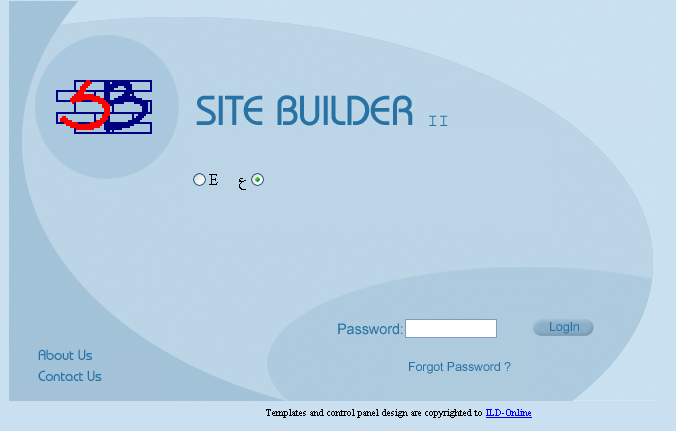 SB
SITE BUILDER II
E ع
Password: LogIn
Forgot Password ?
About Us
Contact Us
Templates and control panel design are copyrighted to ILD-Online